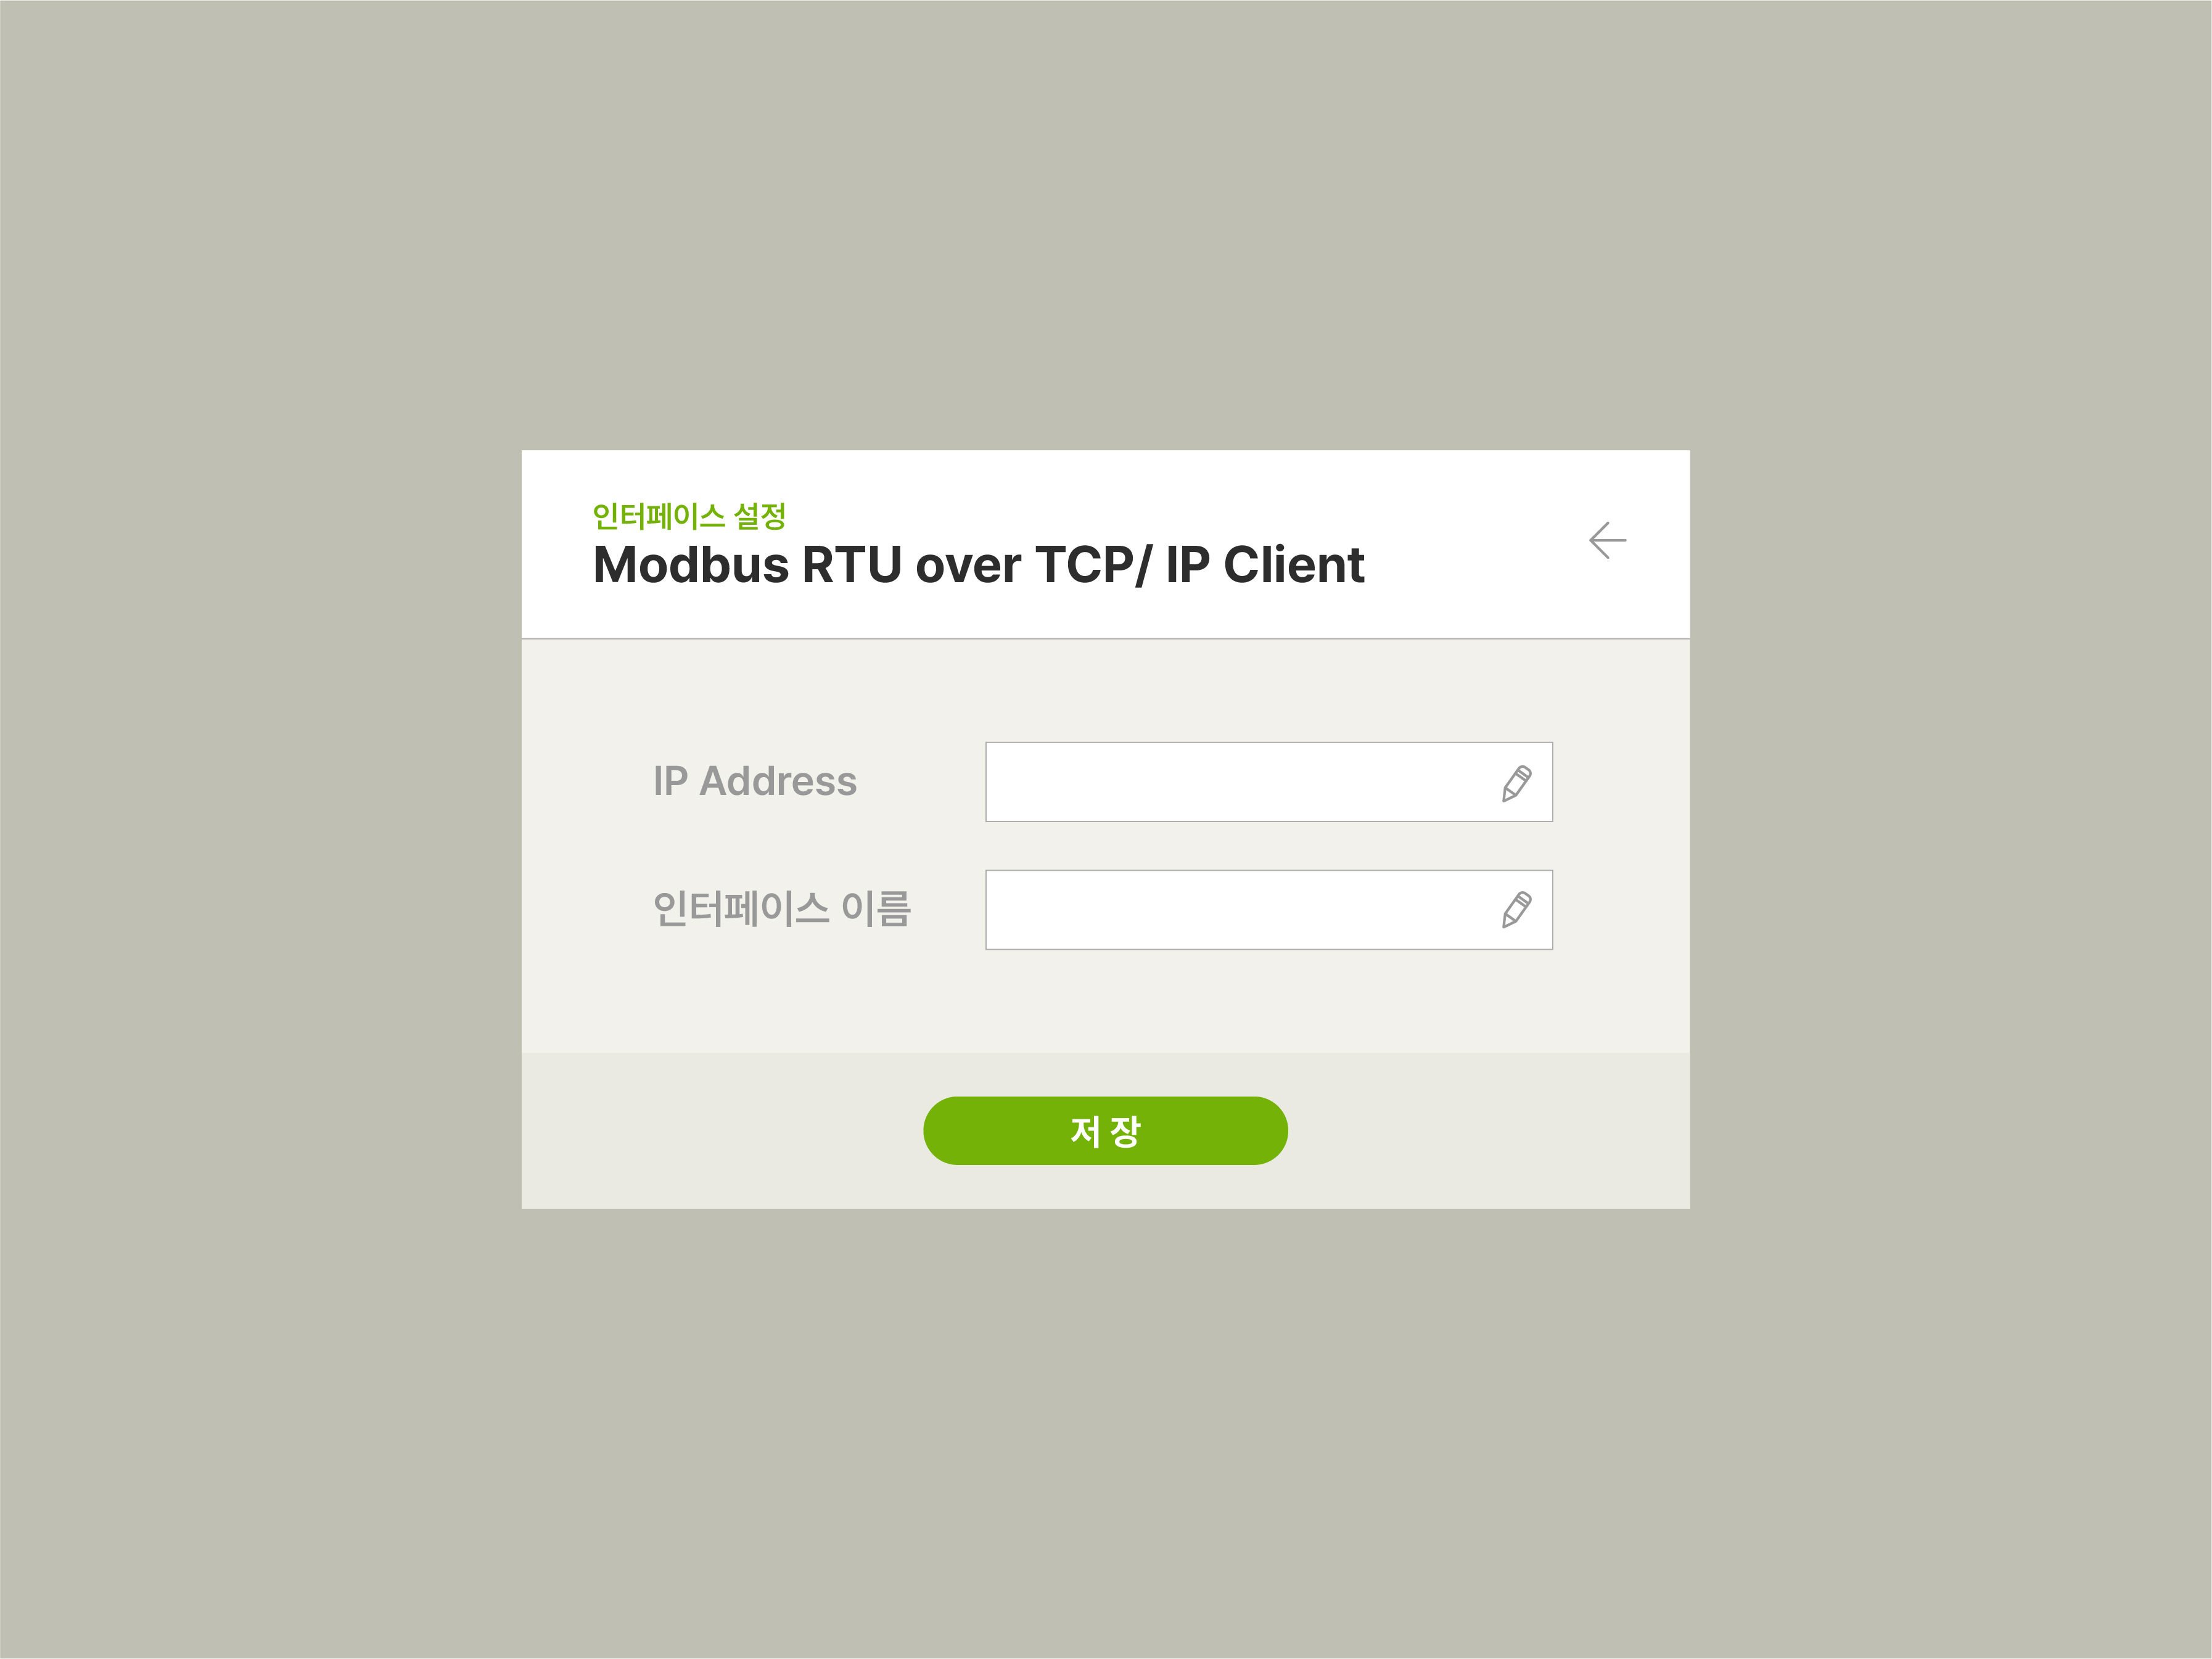 인터페이스 설정
Modbus RTU over TCP/ IP Client
IP Address
인터페이스 이름
저 장